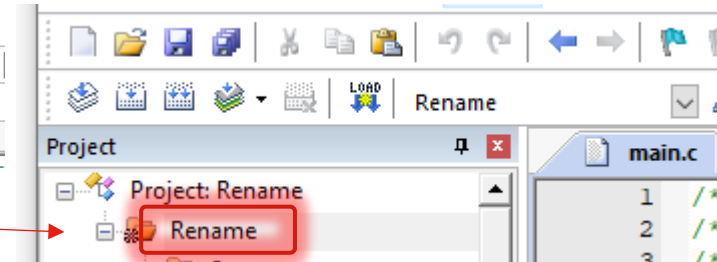 LOAD
Rename
Project
main.c
Project: Rename
1 /*
Rename
2 /*
3 /*